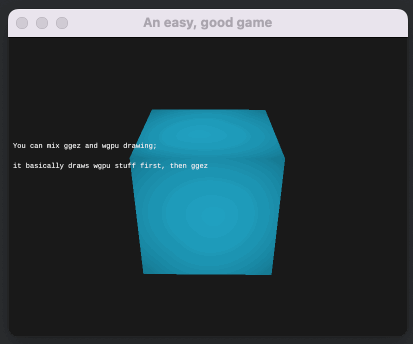 An easy, good game
You can mix ggez and wgpu drawing;
it basically draws wgpu stuff first, then ggez